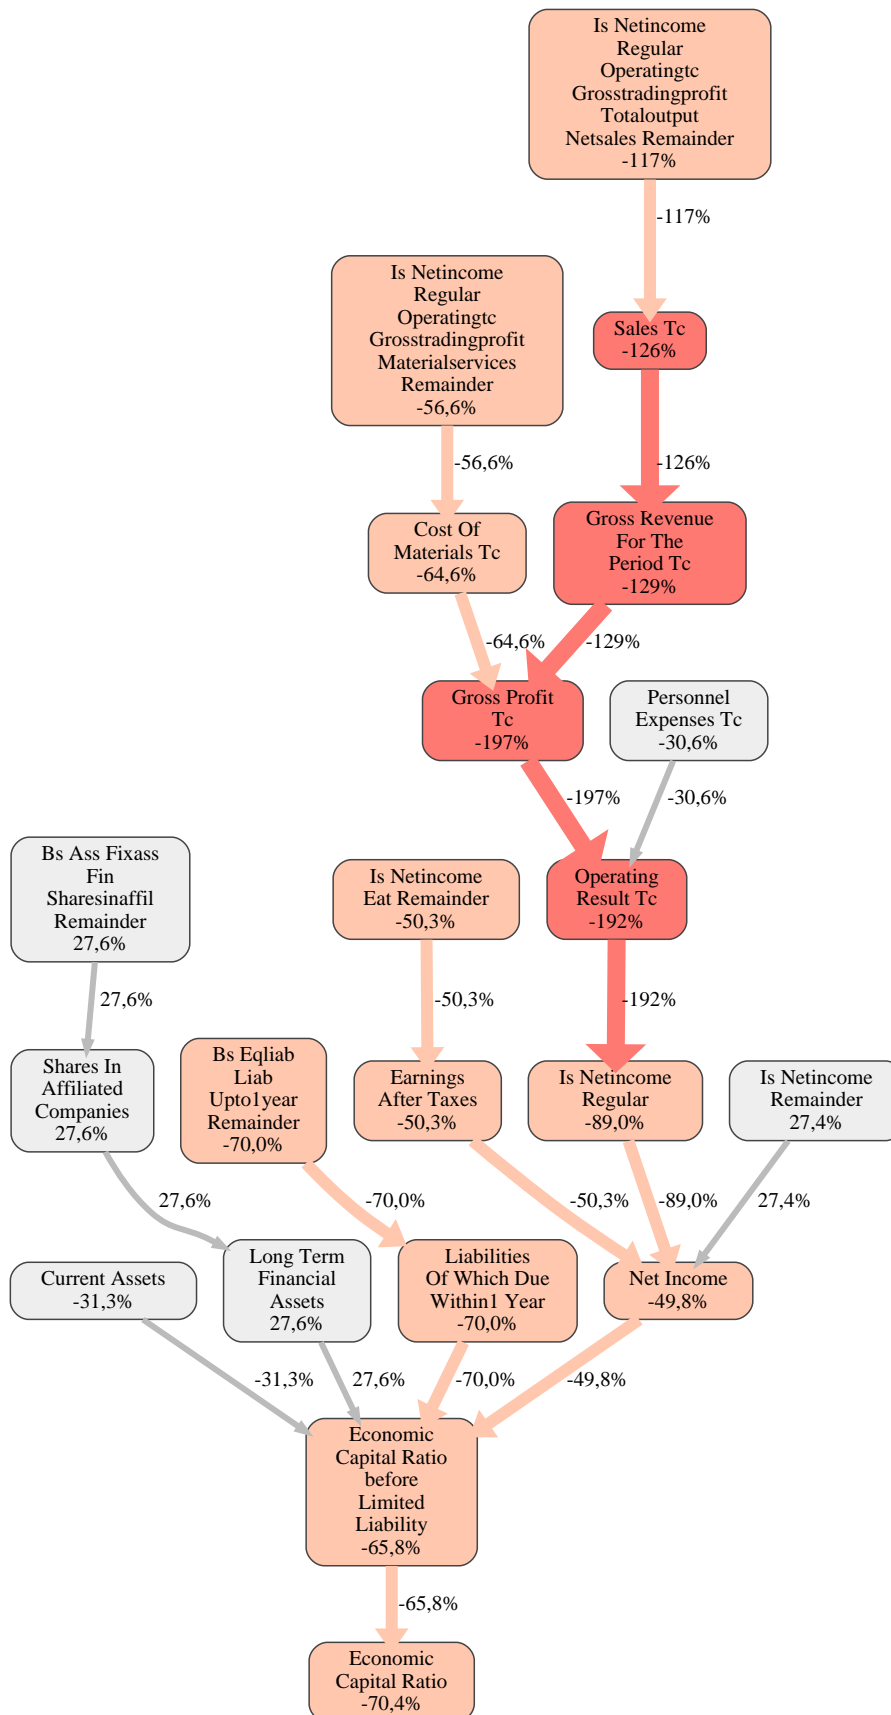 Is Netincome
Regular
Operatingtc
Grosstradingprofit
Totaloutput
Netsales Remainder
-117%
-117%
Is Netincome
Regular
Operatingtc
Grosstradingprofit
Materialservices
Remainder
-56,6%
Sales Tc
-126%
-56,6%
-126%
Cost Of
Materials Tc
-64,6%
Gross Revenue
For The
Period Tc
-129%
-64,6%
-129%
Gross Profit
Tc
-197%
Personnel
Expenses Tc
-30,6%
-197%
-30,6%
Bs Ass Fixass
Fin
Sharesinaffil
Remainder
27,6%
Is Netincome
Eat Remainder
-50,3%
Operating
Result Tc
-192%
27,6%
-50,3%
-192%
Shares In
Affiliated
Companies
27,6%
Bs Eqliab
Liab
Upto1year
Remainder
-70,0%
Earnings
After Taxes
-50,3%
Is Netincome
Regular
-89,0%
Is Netincome
Remainder
27,4%
27,6%
-70,0%
-50,3%
-89,0%
27,4%
Current Assets
-31,3%
Long Term
Financial
Assets
27,6%
Liabilities
Of Which Due
Within1 Year
-70,0%
Net Income
-49,8%
-31,3%
27,6%
-70,0%
-49,8%
Economic
Capital Ratio
before
Limited
Liability
-65,8%
-65,8%
Economic
Capital Ratio
-70,4%